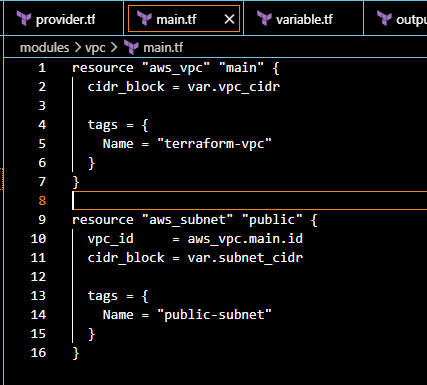 provider.tf main.tf variable.tf outpu
modules > vpc > main.tf
1 resource "aws_vpc" "main" {
2 cidr_block = var.vpc_cidr
3
4 tags = {
5 Name = "terraform-vpc"
6 }
7 }
8
9 resource "aws_subnet" "public" {
10 vpc_id     = aws_vpc.main.id
11 cidr_block = var.subnet_cidr
12
13 tags = {
14 Name = "public-subnet"
15 }
16 }